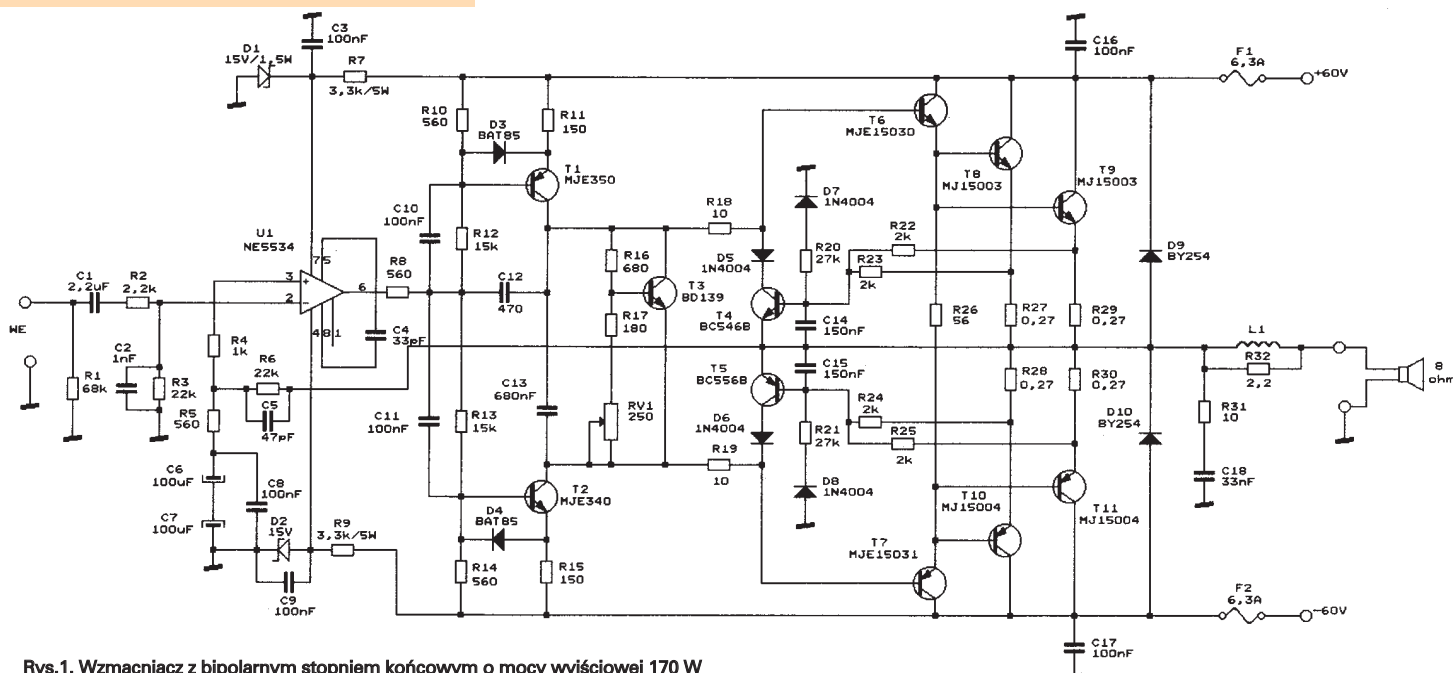 C3
100nF
D1
15V/1,5W
R7
3,3k/5W
C16
100nF
F1
6,3A
+60V
R10
560
D3
BAT85
R11
150
T6
MJE15030
T1
MJE350
T8
MJ15003
T9
MJ15003
D7
1N4004
C10
100nF
R18
10
R22
2k
U1
NE5534
R12
15k
R16
680
D5
1N4004
R20
27k
R23
2k
D9
BY254
7
5
C1
2,2uF
R2
2,2k
3
+
2
-
6
R8
560
C12
470
T3
BD139
T4
BC546B
R26
56
R27
0,27
R29
0,27
WE
4
8
1
C4
33pF
R17
180
C14
150nF
L1
R32
2,2
8
ohm
R4
1k
C2
1nF
R6
22k
T5
BC556B
C15
150nF
R28
0,27
R30
0,27
R1
68k
R3
22k
R5
560
C5
47pF
C13
680nF
C11
100nF
R13
15k
RV1
250
D6
1N4004
R24
2k
R21
27k
R25
2k
D10
BY254
R31
10
R19
10
C6
100uF
C8
100nF
T2
MJE340
D8
1N4004
T10
MJ15004
T11
MJ15004
C18
33nF
C7
100uF
D2
15V
R9
3,3k/5W
D4
BAT85
T7
MJE15031
R14
560
R15
150
C9
100nF
F2
6,3A
-60V
C17
100nF
Rys.1. Wzmacniacz z bipolarnym stopniem końcowym o mocy wyjściowej 170 W